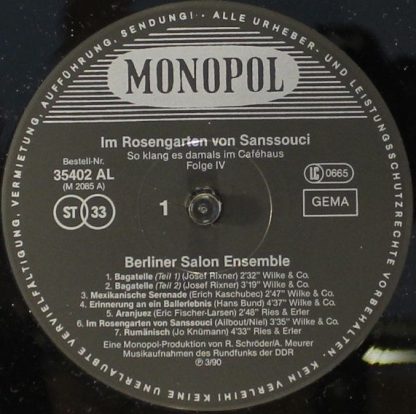 ALLE URHEBER- UND LEISTUNGSSCHUTZRECHTE VORBEHALTEN · KEIN VERLEIH! KEINE UNERLAUBTE VERVIELFÄLTIGUNG, VERMIETUNG, AUFFÜHRUNG, SENDUNG! ·
MONOPOL
Im Rosengarten von Sanssouci
So klang es damals im Caféhaus
Folge IV
Bestell-Nr.
35402 AL
(M 2085 A)
ST 33
1
LC 0665
GEMA
Berliner Salon Ensemble
1. Bagatelle (Teil 1) (Josef Rixner) 2'32" Wilke & Co.
2. Bagatelle (Teil 2) (Josef Rixner) 3'19" Wilke & Co.
3. Mexikanische Serenade (Erich Kaschubec) 2'47" Wilke & Co.
4. Erinnerung an ein Ballerlebnis (Hans Bund) 4'37" Wilke & Co.
5. Aranjuez (Eric Fischer-Larsen) 2'48" Ries & Erler
6. Im Rosengarten von Sanssouci (Ailbout/Niel) 3'35" Wilke & Co.
7. Rumänisch (Jo Knümann) 4'33" Ries & Erler
Eine Monopol-Produktion von R. Schröder/A. Meurer
Musikaufnahmen des Rundfunks der DDR
Ⓟ 3/90